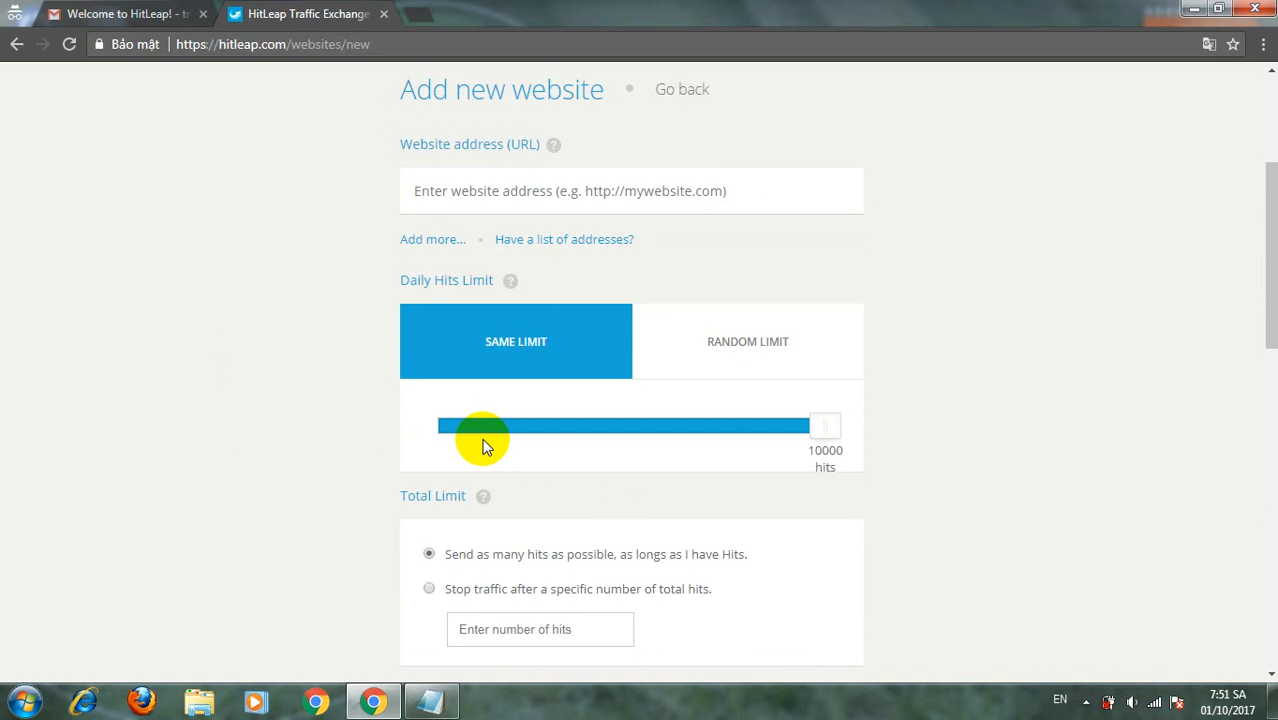 Welcome to HitLeap! - tr
HitLeap Traffic Exchange
Bảo mật
https://hitleap.com/websites/new
Add new website
Go back
Website address (URL) ?
Enter website address (e.g. http://mywebsite.com)
Add more...
Have a list of addresses?
Daily Hits Limit ?
SAME LIMIT
RANDOM LIMIT
10000
hits
Total Limit ?
Send as many hits as possible, as longs as I have Hits.
Stop traffic after a specific number of total hits.
Enter number of hits
EN
7:51 SA
01/10/2017